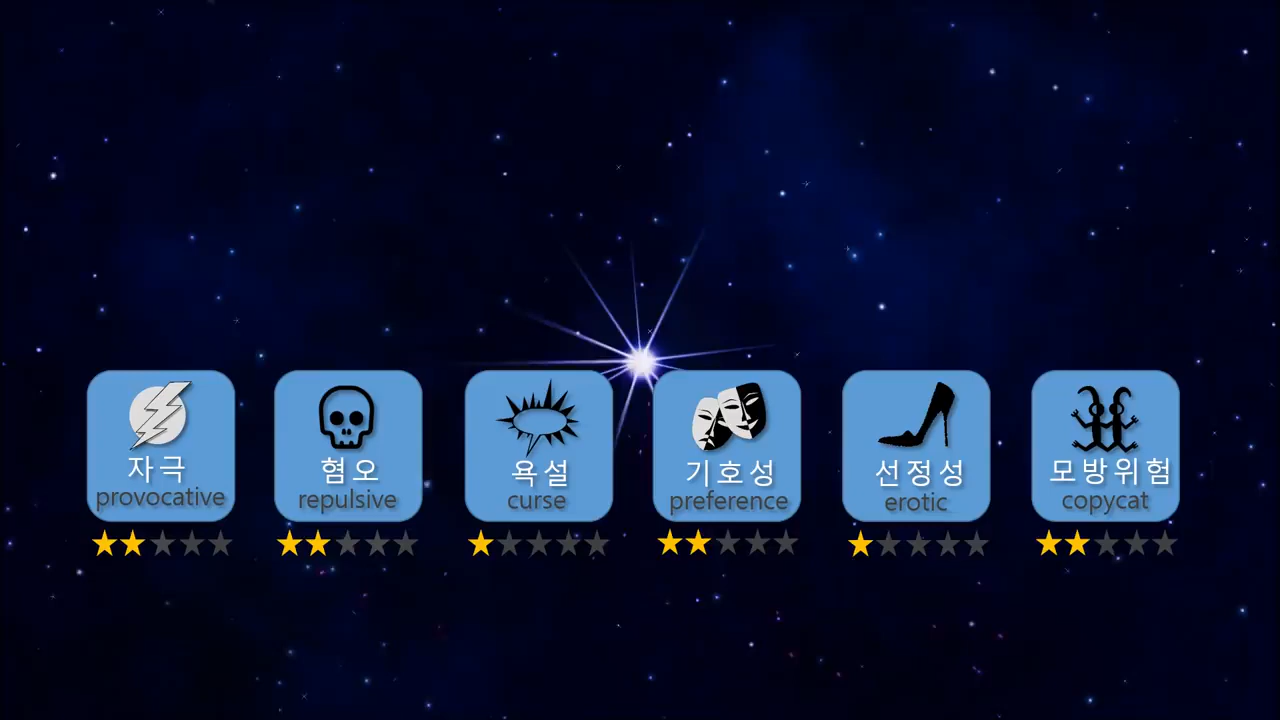 자극
provocative
혐오
repulsive
욕설
curse
기호성
preference
선정성
erotic
모방위험
copycat